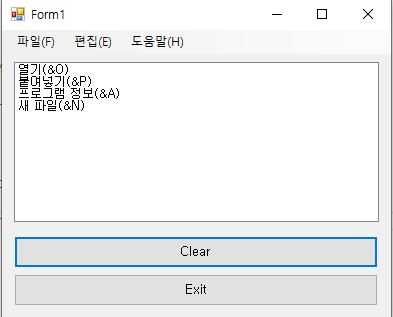 Form1
파일(F) 편집(E) 도움말(H)
열기(&O)
붙여넣기(&P)
프로그램 정보(&A)
새 파일(&N)
Clear
Exit